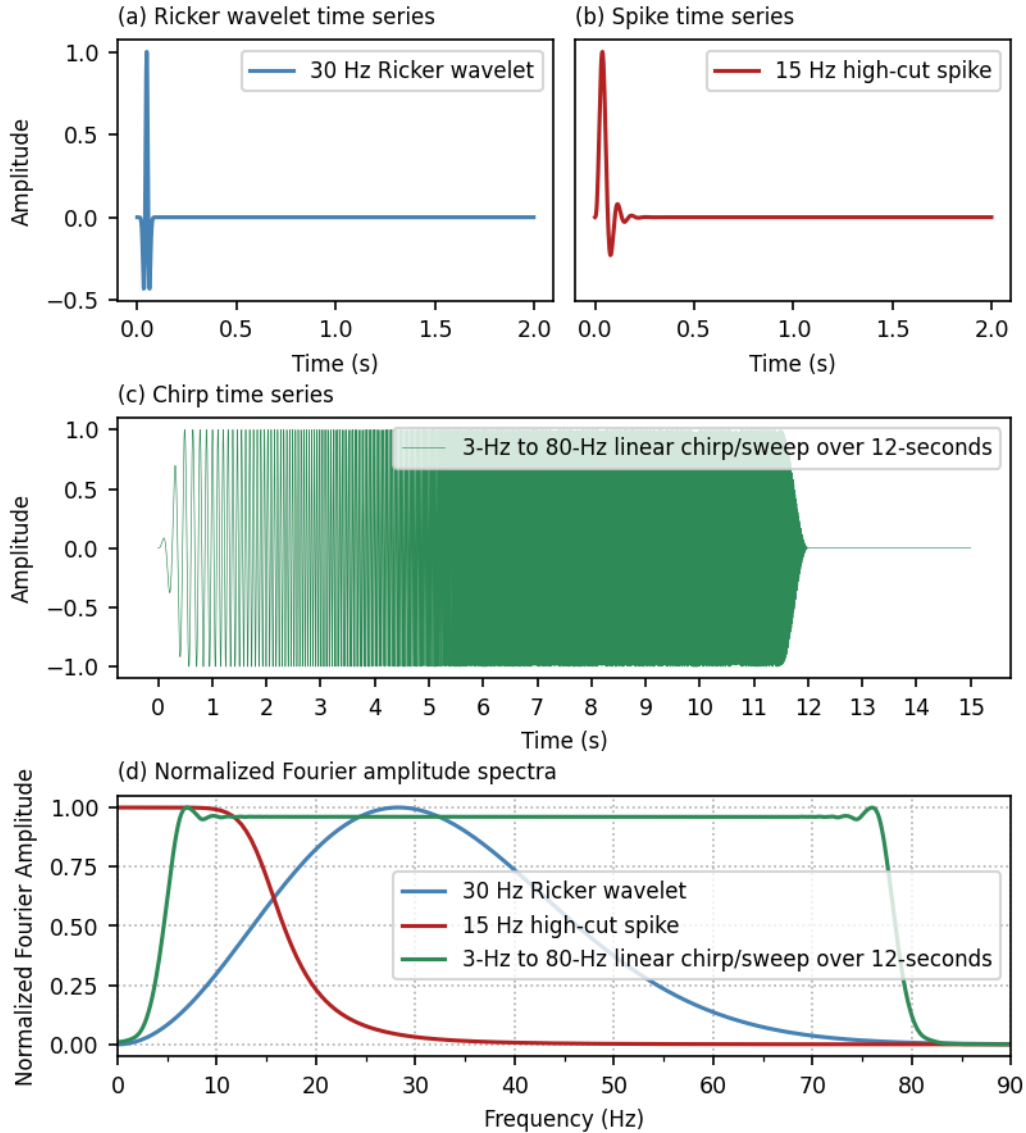 (a) Ricker wavelet time series
(b) Spike time series
30 Hz Ricker wavelet
15 Hz high-cut spike
1.0
0.5
0.0
−0.5
Amplitude
0.0 0.5 1.0 1.5 2.0
0.0 0.5 1.0 1.5 2.0
Time (s)
Time (s)
(c) Chirp time series
3-Hz to 80-Hz linear chirp/sweep over 12-seconds
1.0
0.5
0.0
−0.5
−1.0
Amplitude
0 1 2 3 4 5 6 7 8 9 10 11 12 13 14 15
Time (s)
(d) Normalized Fourier amplitude spectra
1.00
0.75
0.50
0.25
0.00
Normalized Fourier Amplitude
30 Hz Ricker wavelet
15 Hz high-cut spike
3-Hz to 80-Hz linear chirp/sweep over 12-seconds
0 10 20 30 40 50 60 70 80 90
Frequency (Hz)